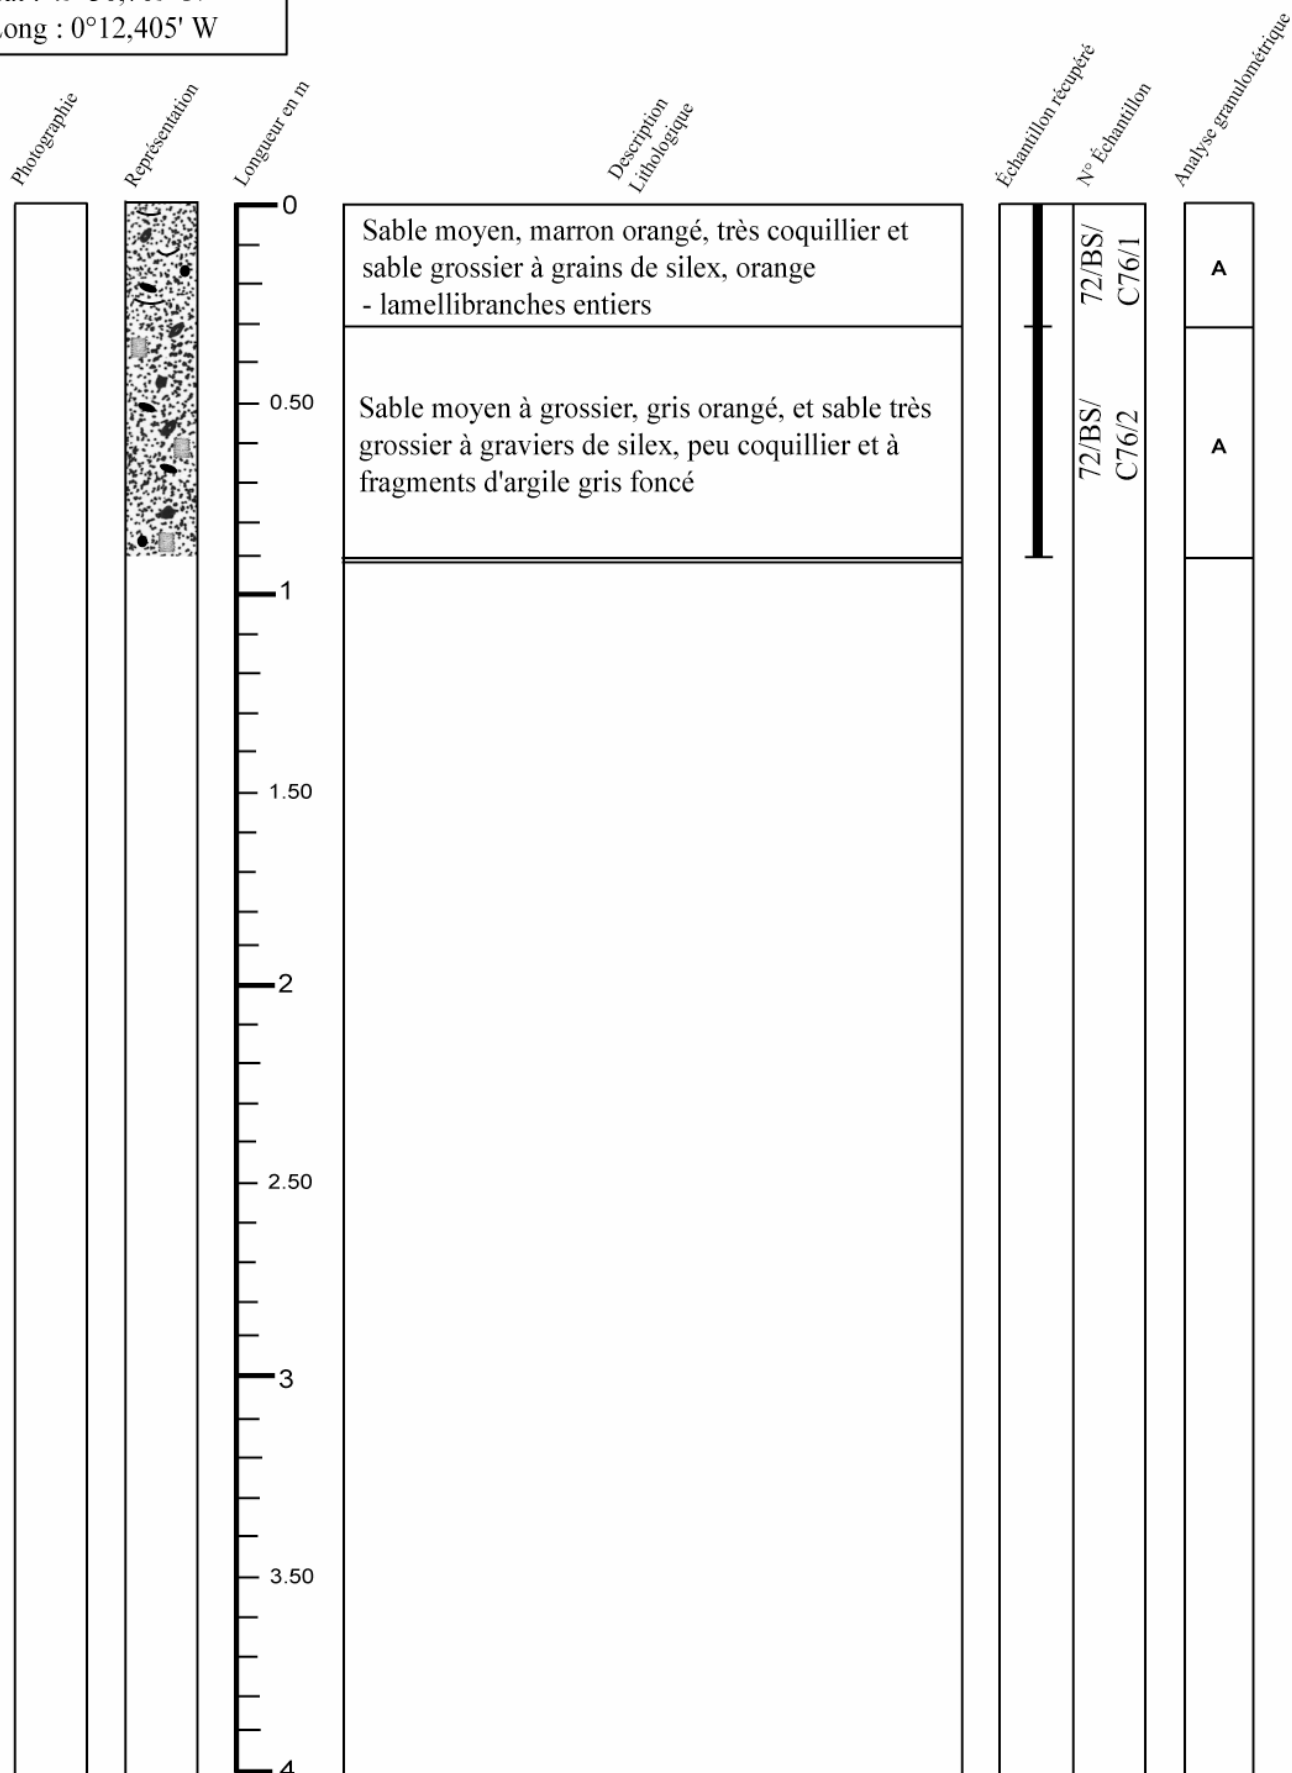 Long : 0°12,405' W
Photographie
Représentation
Longueur en m
Description
Lithologique
Échantillon récupéré
N° Échantillon
Analyse granulométrique
0
Sable moyen, marron orangé, très coquillier et
sable grossier à grains de silex, orange
- lamellibranches entiers
72/BS/
C76/1
A
0.50
Sable moyen à grossier, gris orangé, et sable très
grossier à graviers de silex, peu coquillier et à
fragments d'argile gris foncé
72/BS/
C76/2
A
1
1.50
2
2.50
3
3.50
4